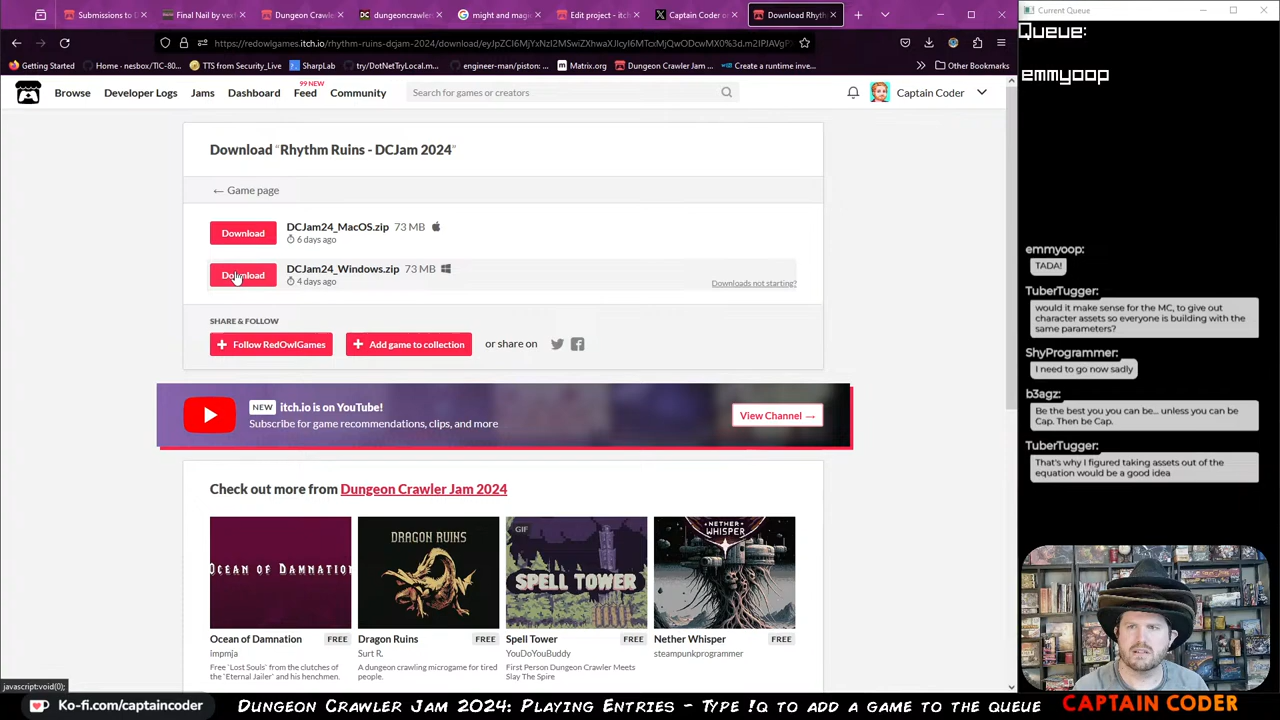 Submissions to D
Final Nail by vex
Dungeon Crawle
dungeoncrawlers
might and magic
Edit project - itch
Captain Coder o
Download Rhyth
https://redowlgames.itch.io/rhythm-ruins-dcjam-2024/download/
Getting Started
Home - nesbox/TIC-80
TTS from Security_Live
SharpLab
try/DotNetTryLocal.m...
engineer-man/piston: ...
Matrix.org
Dungeon Crawler Jam ...
Create a runtime inve...
Other Bookmarks
Browse
Developer Logs
Jams
Dashboard
99 NEW
Feed
Community
Search for games or creators
Captain Coder
Download “Rhythm Ruins - DCJam 2024”
← Game page
Download
DCJam24_MacOS.zip 73 MB
6 days ago
Download
DCJam24_Windows.zip 73 MB
4 days ago
Downloads not starting?
SHARE & FOLLOW
Follow RedOwlGames
Add game to collection
or share on
NEW itch.io is on YouTube!
Subscribe for game recommendations, clips, and more
View Channel →
Check out more from Dungeon Crawler Jam 2024
OCEAN OF DAMNATION
DRAGON RUINS
GIF
SPELL TOWER
NETHER WHISPER
Ocean of Damnation FREE
impmja
Free 'Lost Souls' from the clutches of
the 'Eternal Jailer' and his henchmen.
Dragon Ruins FREE
Surt R.
A dungeon crawling microgame for tired
people.
Spell Tower FREE
YouDoYouBuddy
First Person Dungeon Crawler Meets
Slay The Spire
Nether Whisper FREE
steampunkprogrammer
javascript:void(0);
Current Queue
Queue:
emmyoop
emmyoop:
TADA!
TuberTugger:
would it make sense for the MC, to give out
character assets so everyone is building with the
same parameters?
ShyProgrammer:
I need to go now sadly
b3agz:
Be the best you you can be... unless you can be
Cap. Then be Cap.
TuberTugger:
That's why I figured taking assets out of the
equation would be a good idea
Ko-fi.com/captaincoder
Dungeon Crawler Jam 2024: Playing Entries - Type !q to add a game to the queue
CAPTAIN CODER